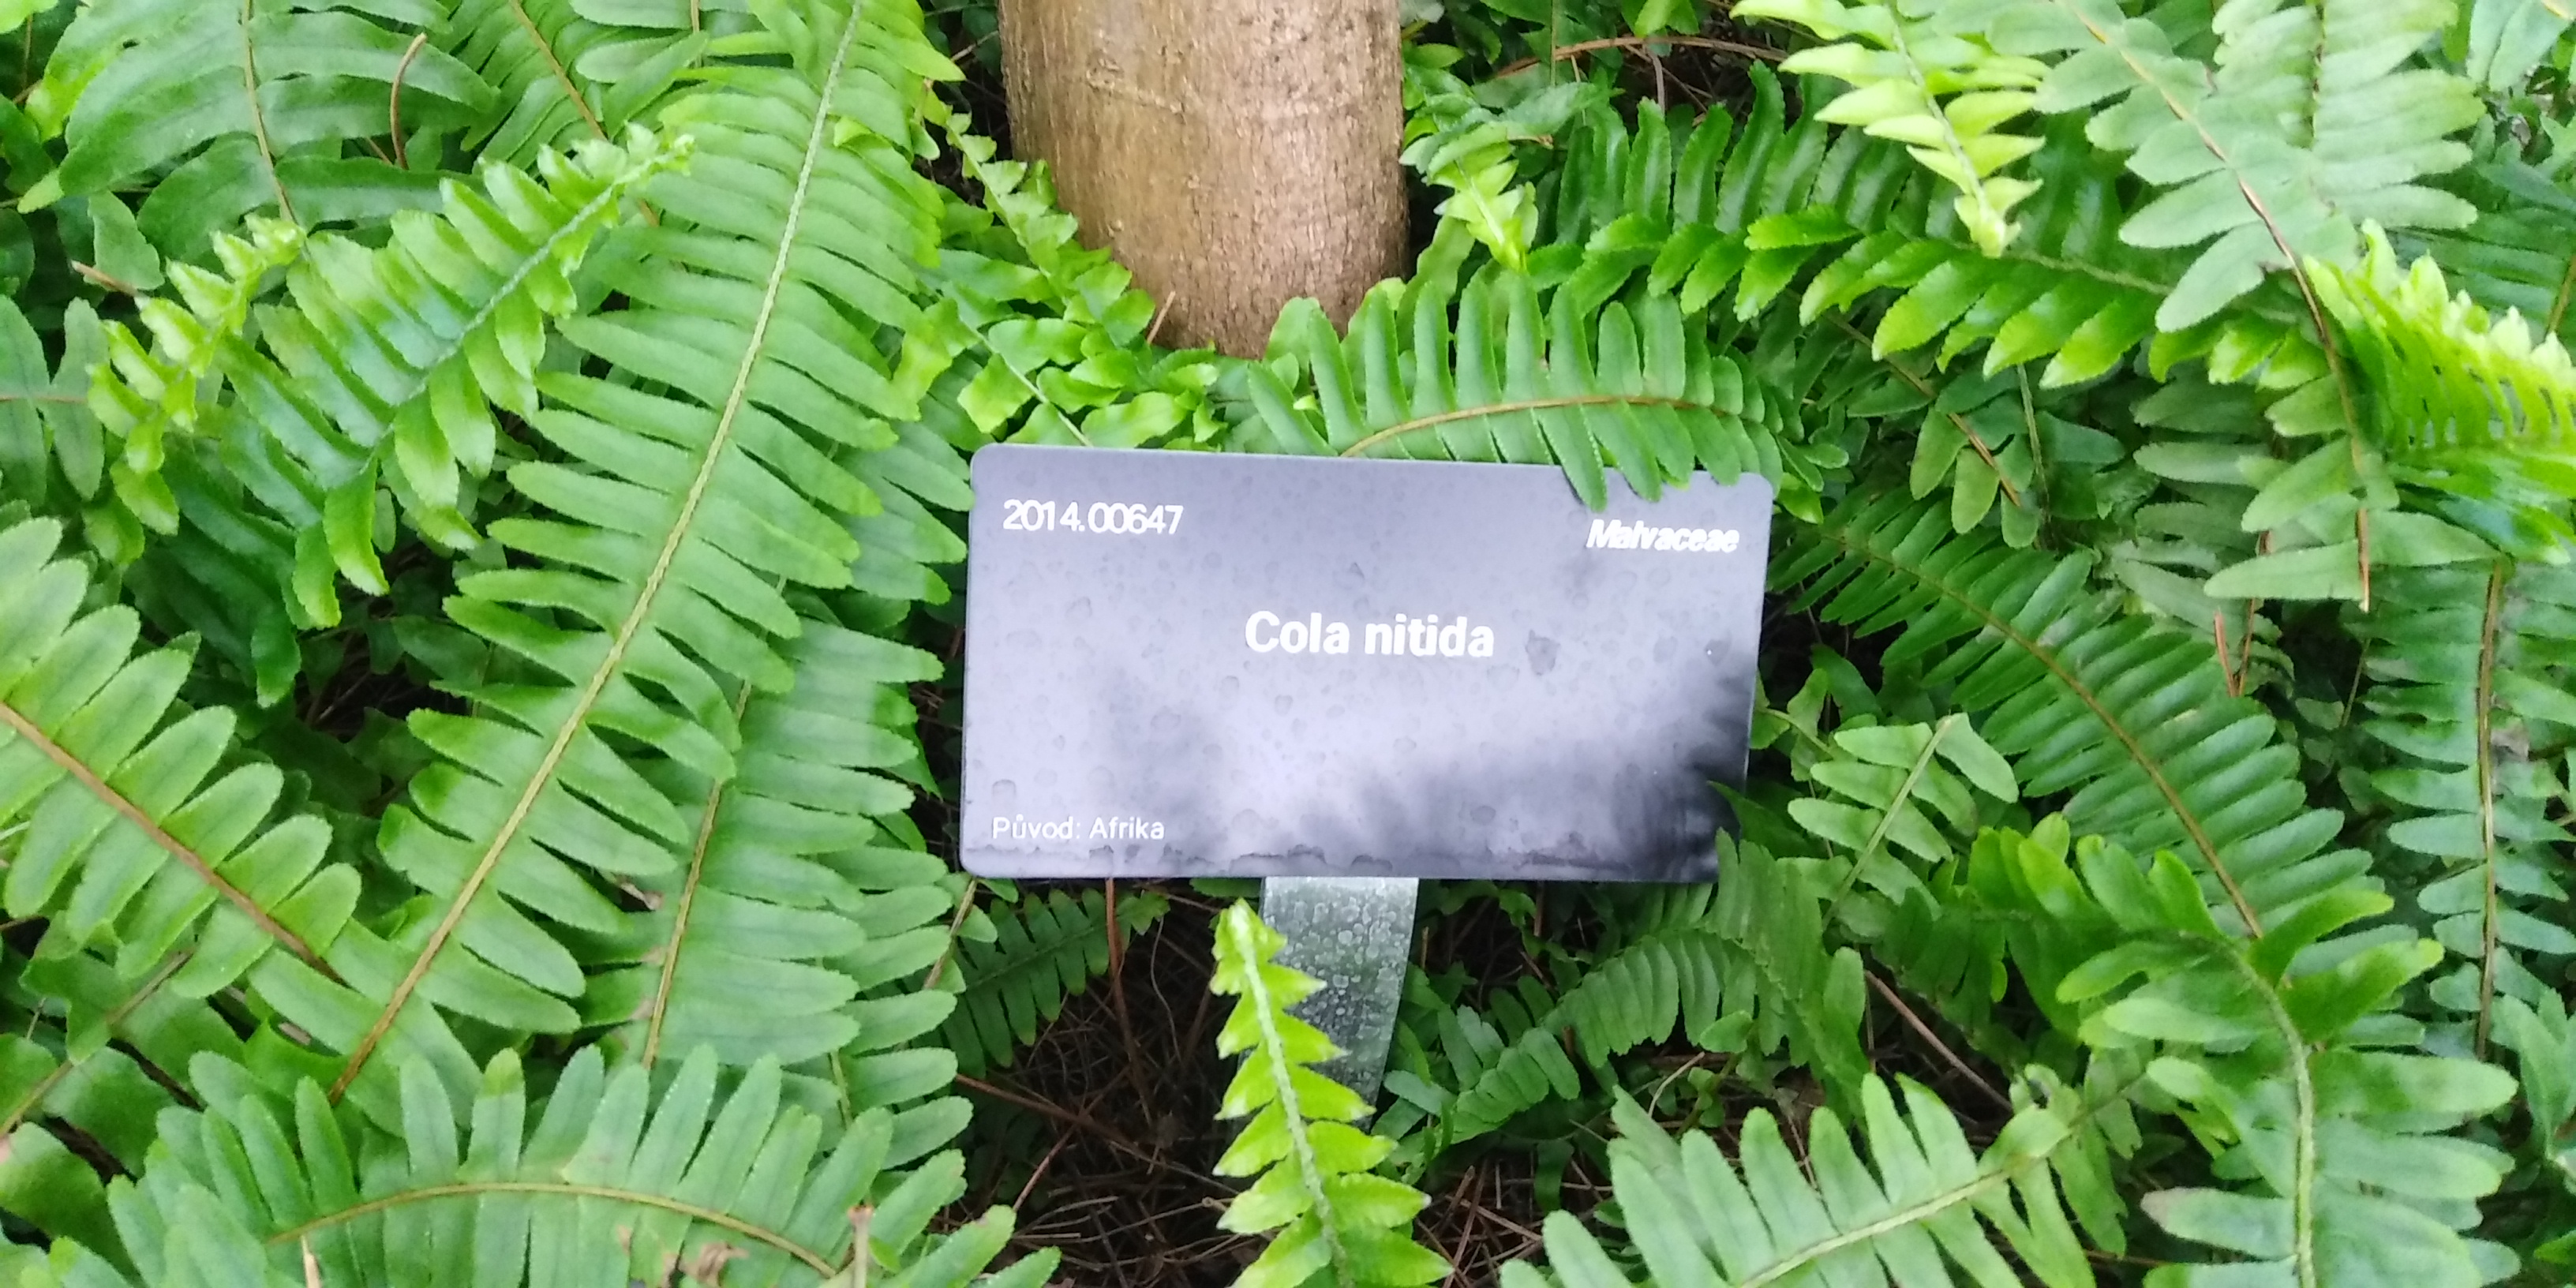 2014.00647
Malvaceae
Cola nitida
Původ: Afrika